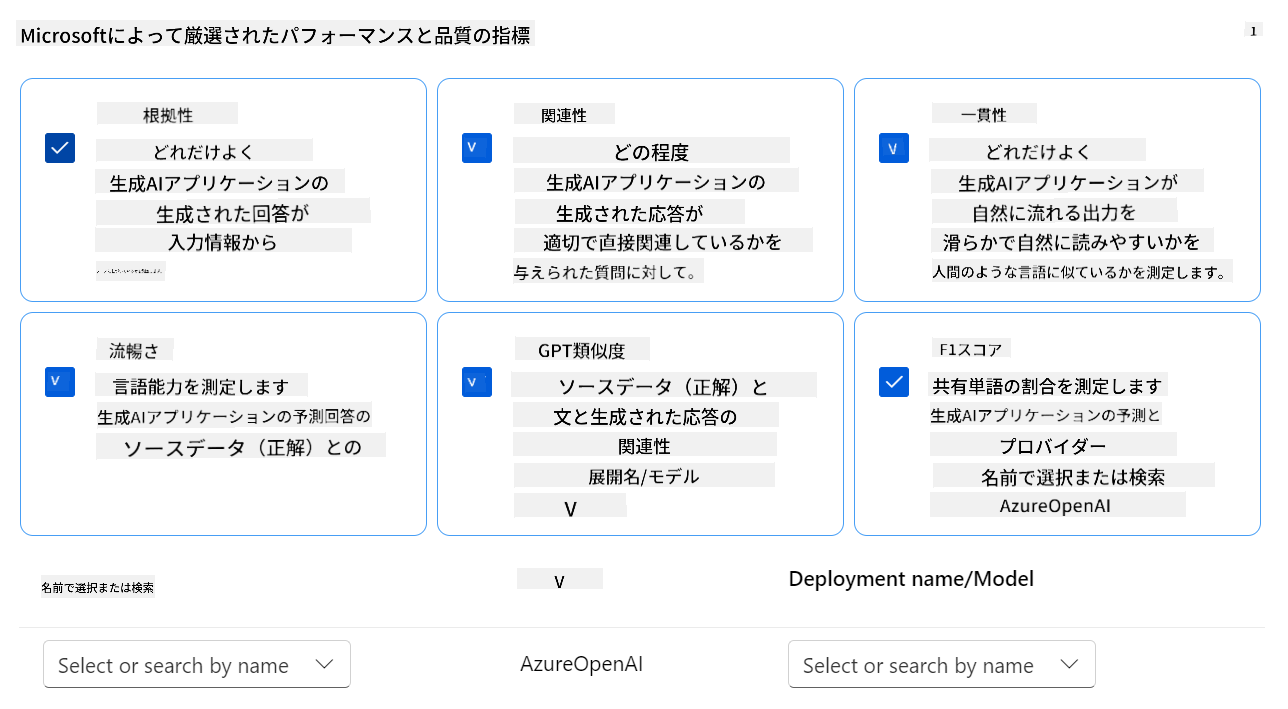 Microsoftによって厳選されたパフォーマンスと品質の指標
1
根拠性
どれだけよく
生成AIアプリケーションの
生成された回答が
入力情報から
関連性
V
どの程度
生成AIアプリケーションの
生成された応答が
適切で直接関連しているかを
与えられた質問に対して。
一貫性
V
どれだけよく
生成AIアプリケーションが
自然に流れる出力を
滑らかで自然に読みやすいかを
人間のような言語に似ているかを測定します。
流暢さ
V
言語能力を測定します
生成AIアプリケーションの予測回答の
ソースデータ（正解）との
GPT類似度
V
ソースデータ（正解）と
文と生成された応答の
関連性
展開名/モデル
V
F1スコア
共有単語の割合を測定します
生成AIアプリケーションの予測と
プロバイダー
名前で選択または検索
AzureOpenAI
名前で選択または検索
V
Deployment name/Model
Select or search by name
AzureOpenAI
Select or search by name